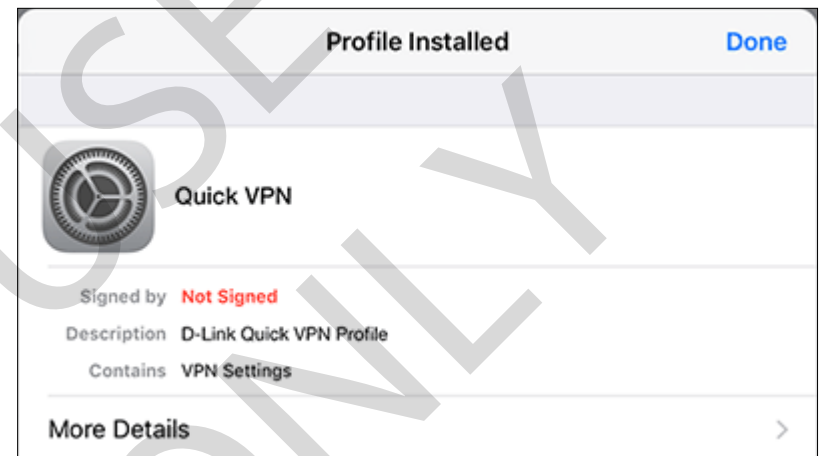 Profile Installed Done
Quick VPN
Signed by Not Signed
Description D-Link Quick VPN Profile
Contains VPN Settings
More Details
USE
ONLY